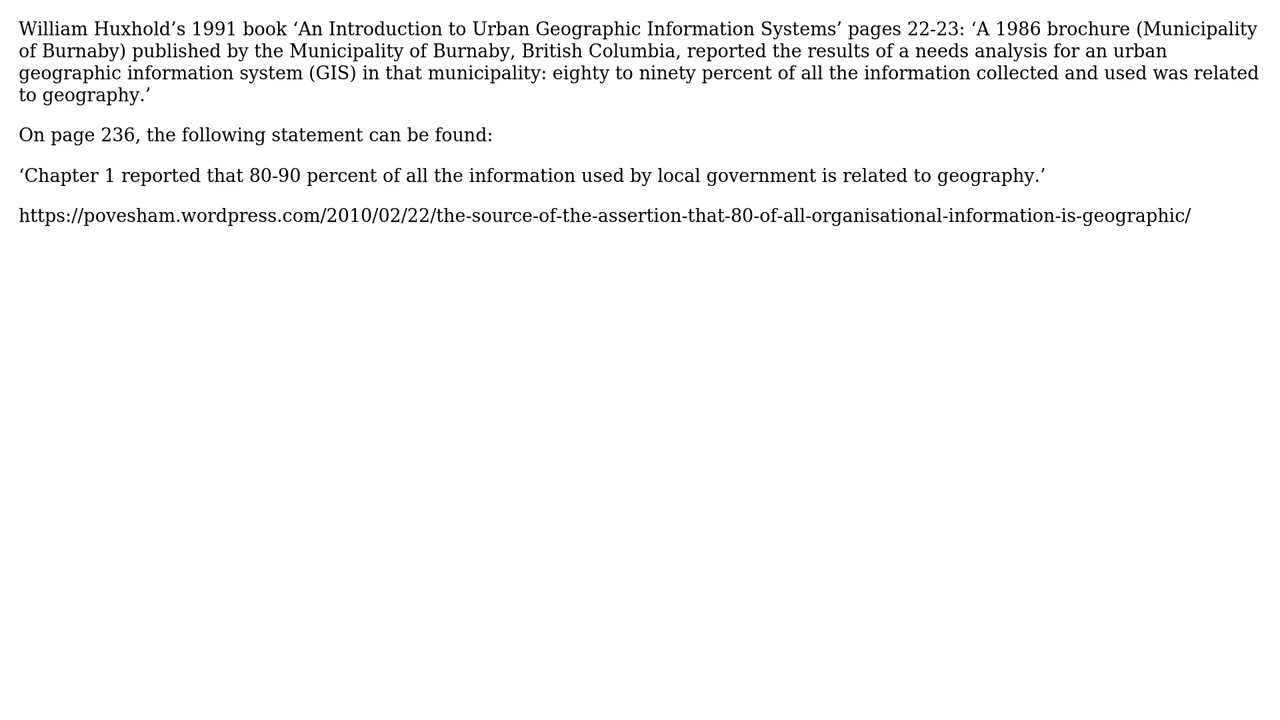 William Huxhold’s 1991 book ‘An Introduction to Urban Geographic Information Systems’ pages 22-23: ‘A 1986 brochure (Municipality
of Burnaby) published by the Municipality of Burnaby, British Columbia, reported the results of a needs analysis for an urban
geographic information system (GIS) in that municipality: eighty to ninety percent of all the information collected and used was related
to geography.’
On page 236, the following statement can be found:
‘Chapter 1 reported that 80-90 percent of all the information used by local government is related to geography.’
https://povesham.wordpress.com/2010/02/22/the-source-of-the-assertion-that-80-of-all-organisational-information-is-geographic/